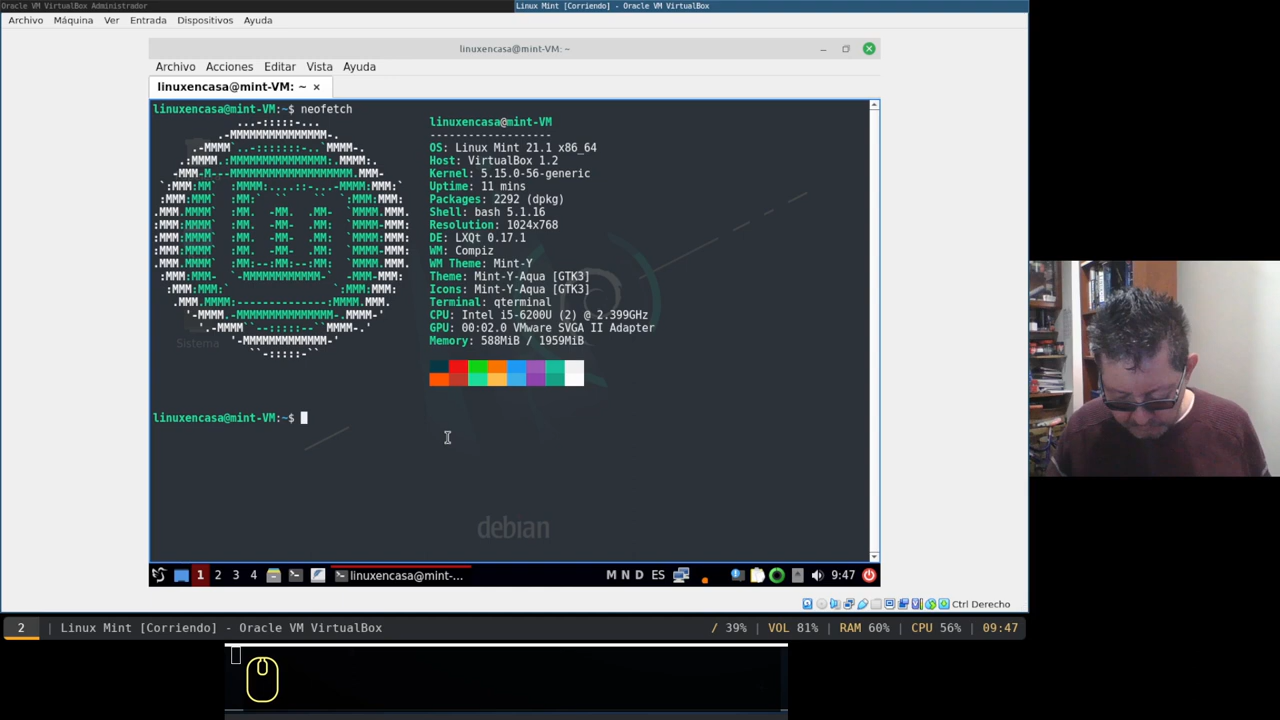 Oracle VM VirtualBox Administrador
Linux Mint [Corriendo] - Oracle VM VirtualBox
Archivo Máquina Ver Entrada Dispositivos Ayuda
linuxencasa@mint-VM: ~
Archivo Acciones Editar Vista Ayuda
linuxencasa@mint-VM: ~ ×
linuxencasa@mint-VM:~$ neofetch
linuxencasa@mint-VM
-------------------
OS: Linux Mint 21.1 x86_64
Host: VirtualBox 1.2
Kernel: 5.15.0-56-generic
Uptime: 11 mins
Packages: 2292 (dpkg)
Shell: bash 5.1.16
Resolution: 1024x768
DE: LXQt 0.17.1
WM: Compiz
WM Theme: Mint-Y
Theme: Mint-Y-Aqua [GTK3]
Icons: Mint-Y-Aqua [GTK3]
Terminal: qterminal
CPU: Intel i5-6200U (2) @ 2.399GHz
GPU: 00:02.0 VMware SVGA II Adapter
Memory: 588MiB / 1959MiB
Sistema
linuxencasa@mint-VM:~$
debian
1 2 3 4 linuxencasa@mint-... M N D ES 9:47
Ctrl Derecho
2 | Linux Mint [Corriendo] - Oracle VM VirtualBox / 39% | VOL 81% | RAM 60% | CPU 56% | 09:47